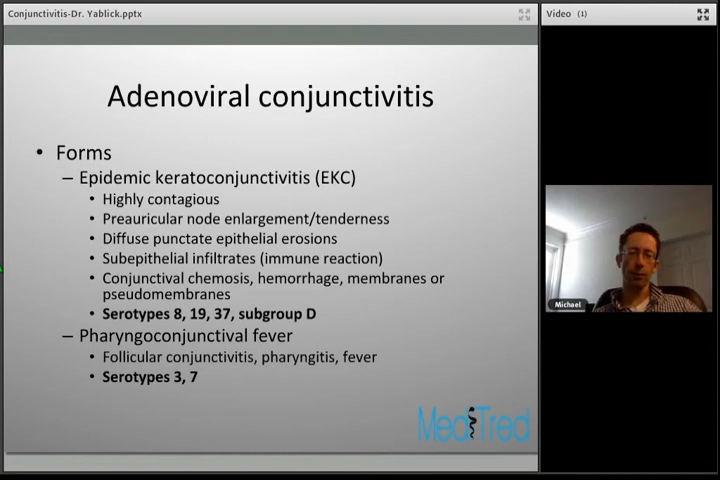 Conjunctivitis-Dr. Yablick.pptx
Video (1)
Adenoviral conjunctivitis
• Forms
– Epidemic keratoconjunctivitis (EKC)
• Highly contagious
• Preauricular node enlargement/tenderness
• Diffuse punctate epithelial erosions
• Subepithelial infiltrates (immune reaction)
• Conjunctival chemosis, hemorrhage, membranes or
pseudomembranes
• Serotypes 8, 19, 37, subgroup D
– Pharyngoconjunctival fever
• Follicular conjunctivitis, pharyngitis, fever
• Serotypes 3, 7
Michael
MediTred